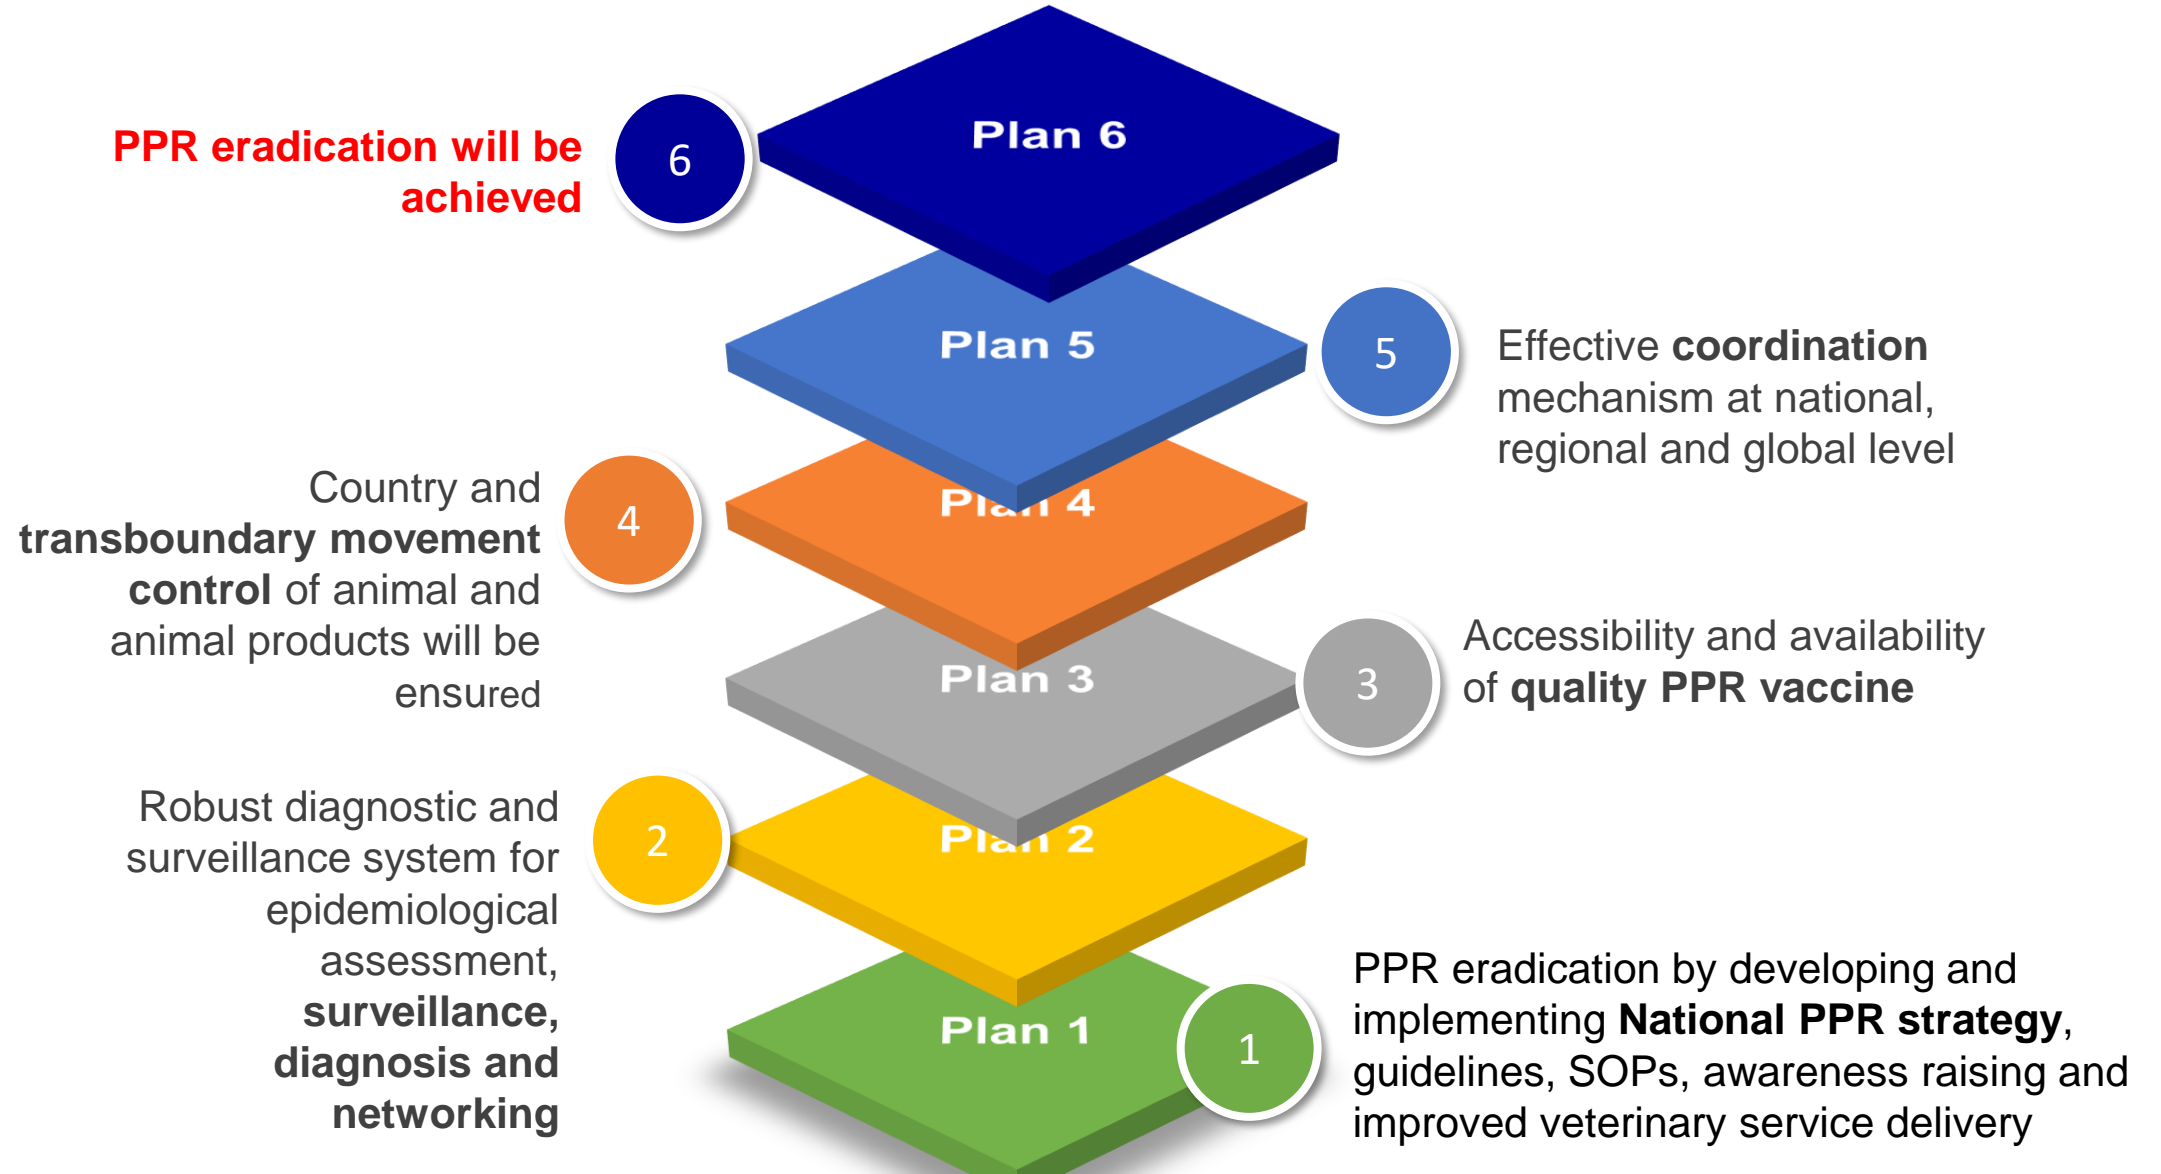 Plan 6
6
PPR eradication will be
achieved
Plan 5
5
Effective coordination
mechanism at national,
regional and global level
Plan 4
4
Country and
transboundary movement
control of animal and
animal products will be
ensured
Plan 3
3
Accessibility and availability
of quality PPR vaccine
Plan 2
2
Robust diagnostic and
surveillance system for
epidemiological
assessment,
surveillance,
diagnosis and
networking
Plan 1
1
PPR eradication by developing and
implementing National PPR strategy,
guidelines, SOPs, awareness raising and
improved veterinary service delivery